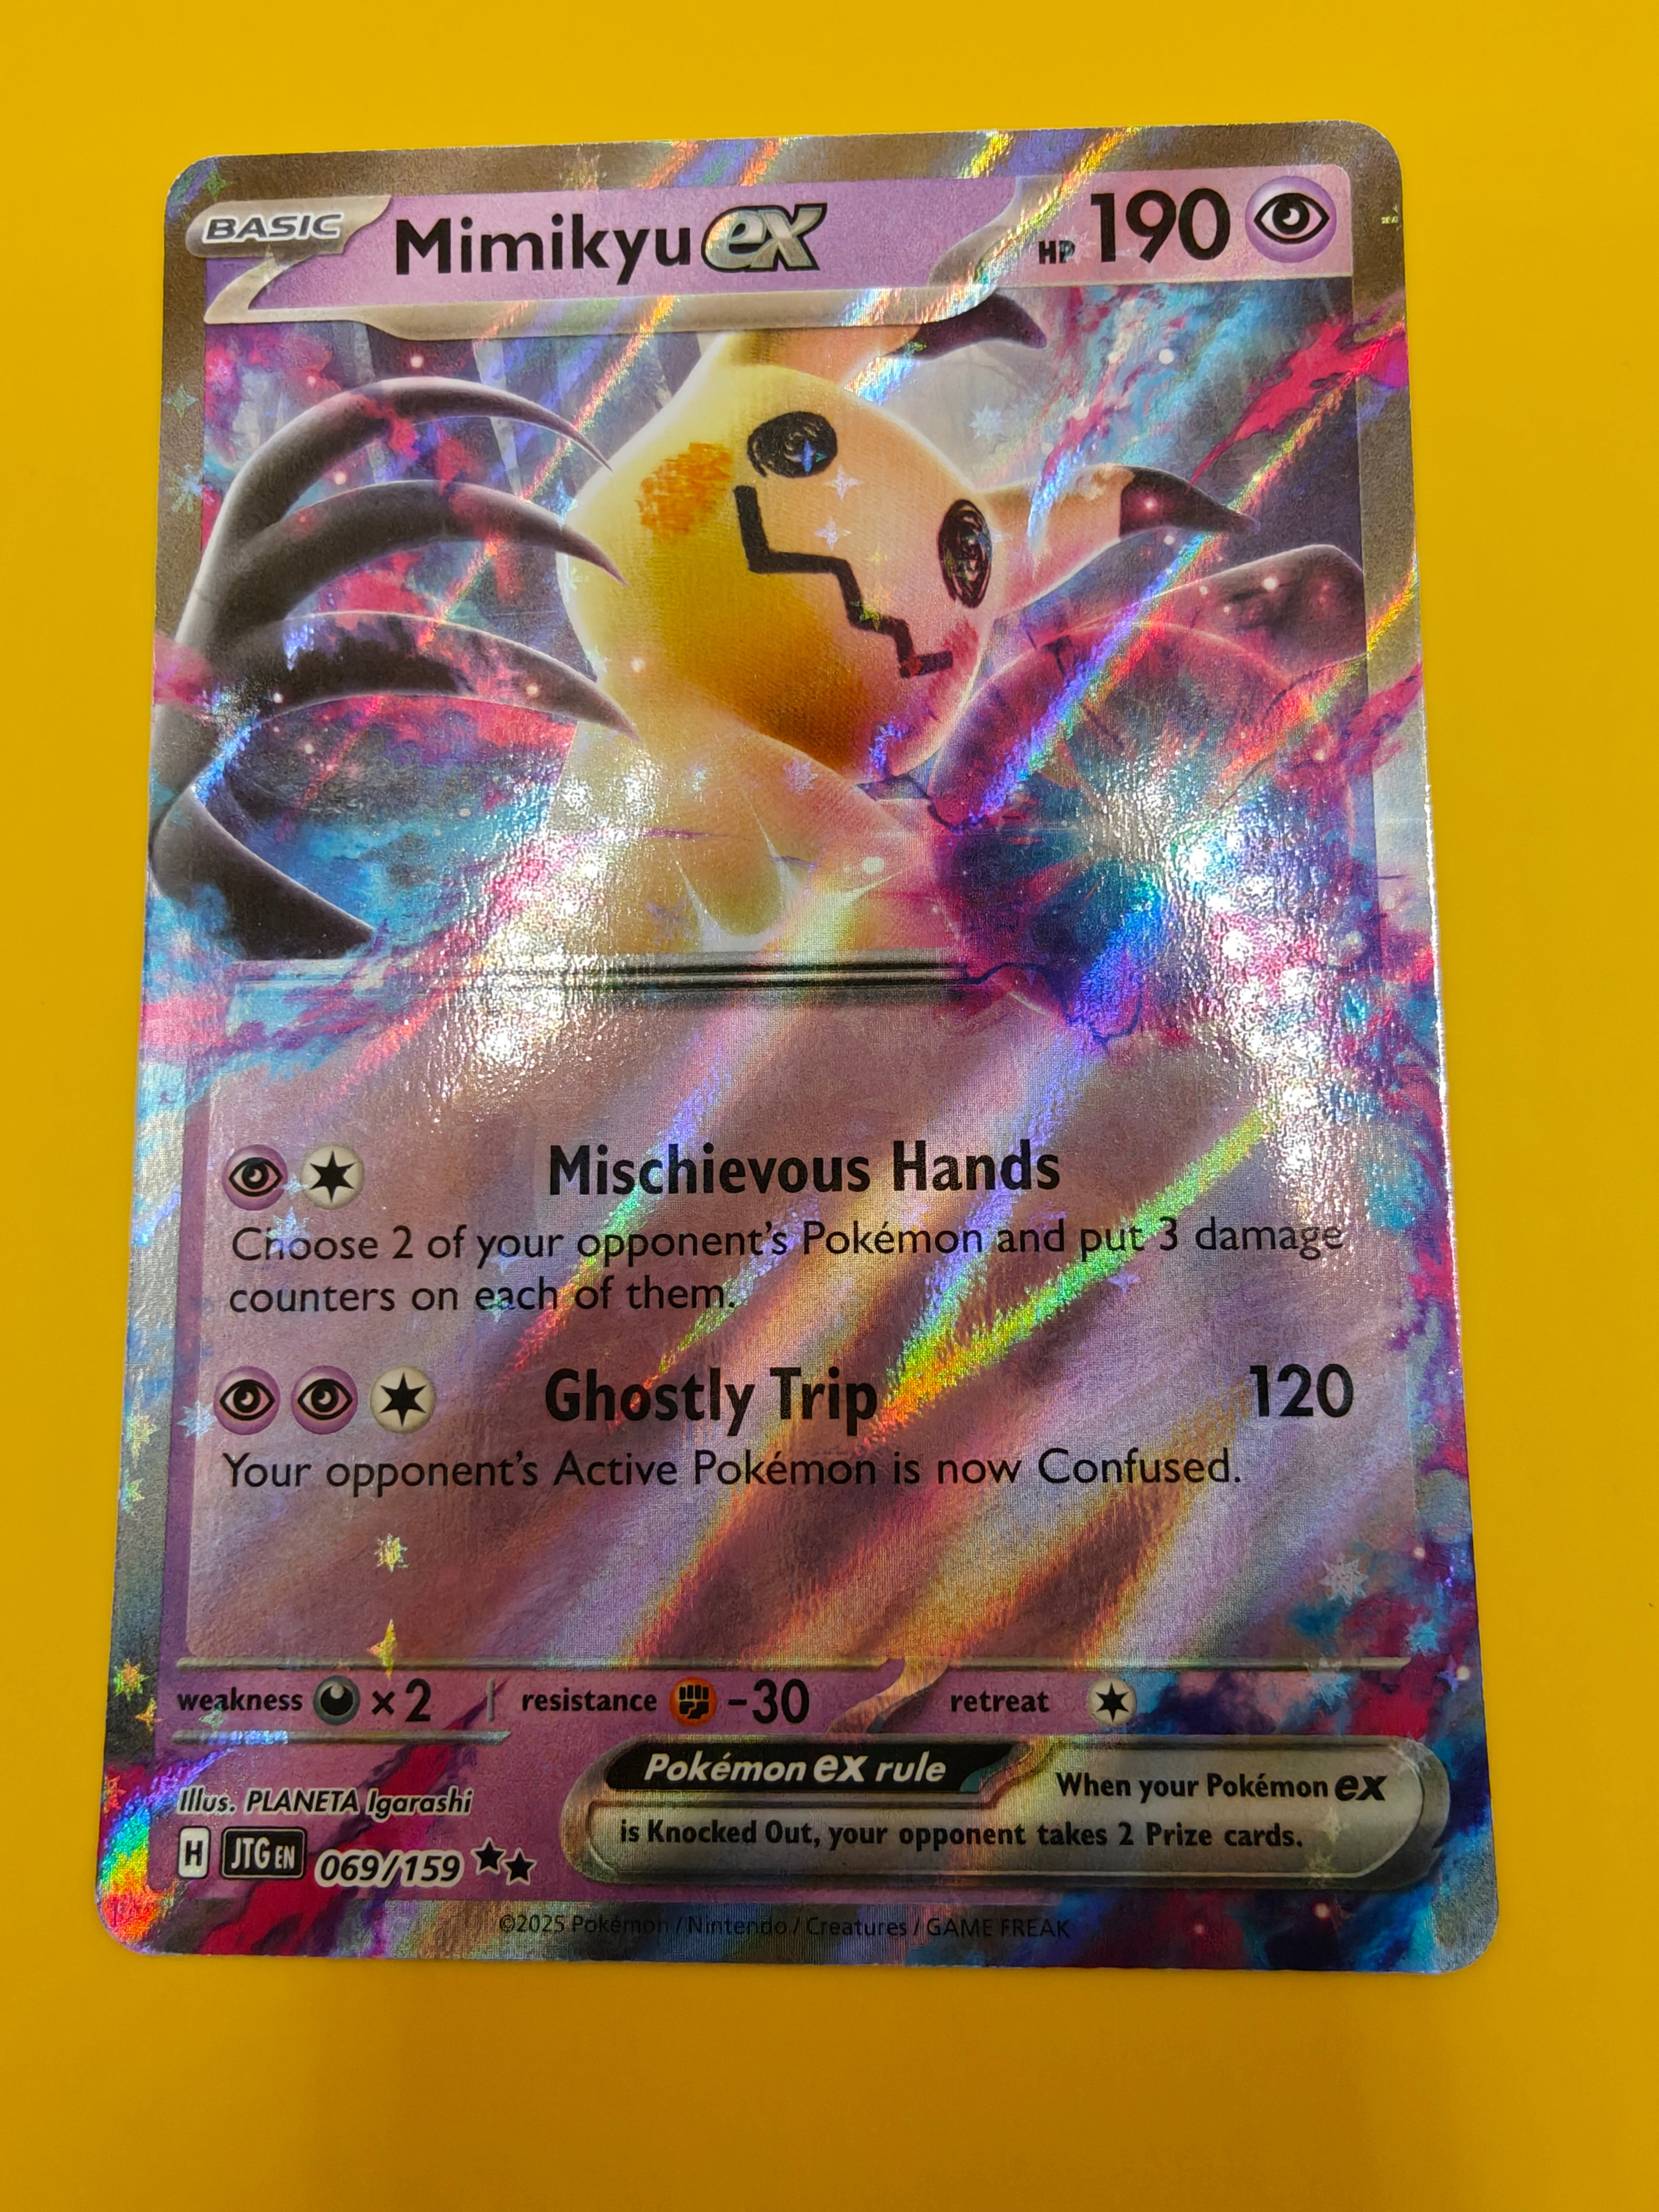 BASIC Mimikyu ex HP 190
Mischievous Hands
Choose 2 of your opponent's Pokémon and put 3 damage
counters on each of them.
Ghostly Trip 120
Your opponent's Active Pokémon is now Confused.
weakness ×2 resistance -30 retreat
Pokémon ex rule When your Pokémon ex
is Knocked Out, your opponent takes 2 Prize cards.
Illus. PLANETA Igarashi
H JTG EN 069/159
©2025 Pokémon / Nintendo / Creatures / GAME FREAK